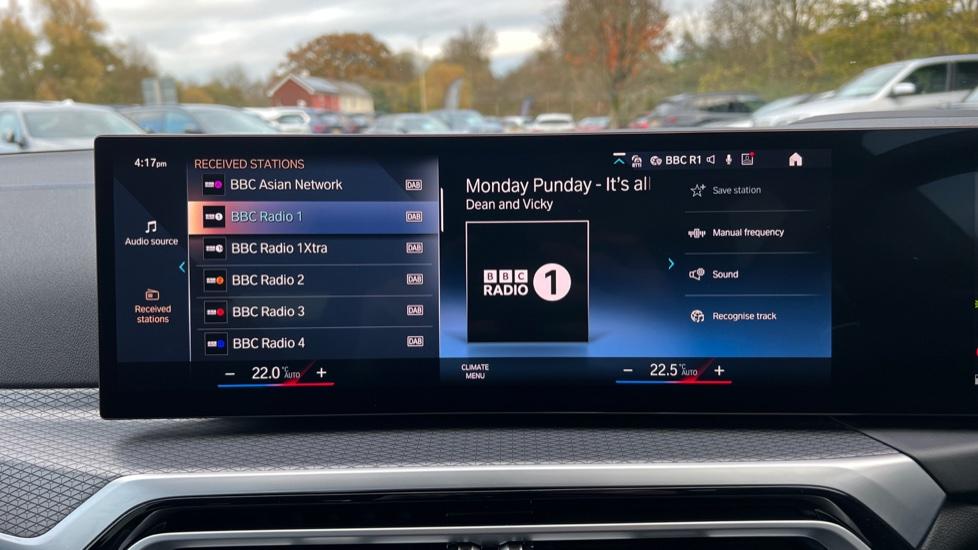 4:17pm
RECEIVED STATIONS
BBC R1
BBC Asian Network DAB
BBC Radio 1 DAB
BBC Radio 1Xtra DAB
BBC Radio 2 DAB
BBC Radio 3 DAB
BBC Radio 4 DAB
Audio source
Received
stations
Monday Punday - It's al
Dean and Vicky
BBC
RADIO 1
Save station
Manual frequency
Sound
Recognise track
− 22.0 °C AUTO +
CLIMATE
MENU
− 22.5 °C AUTO +